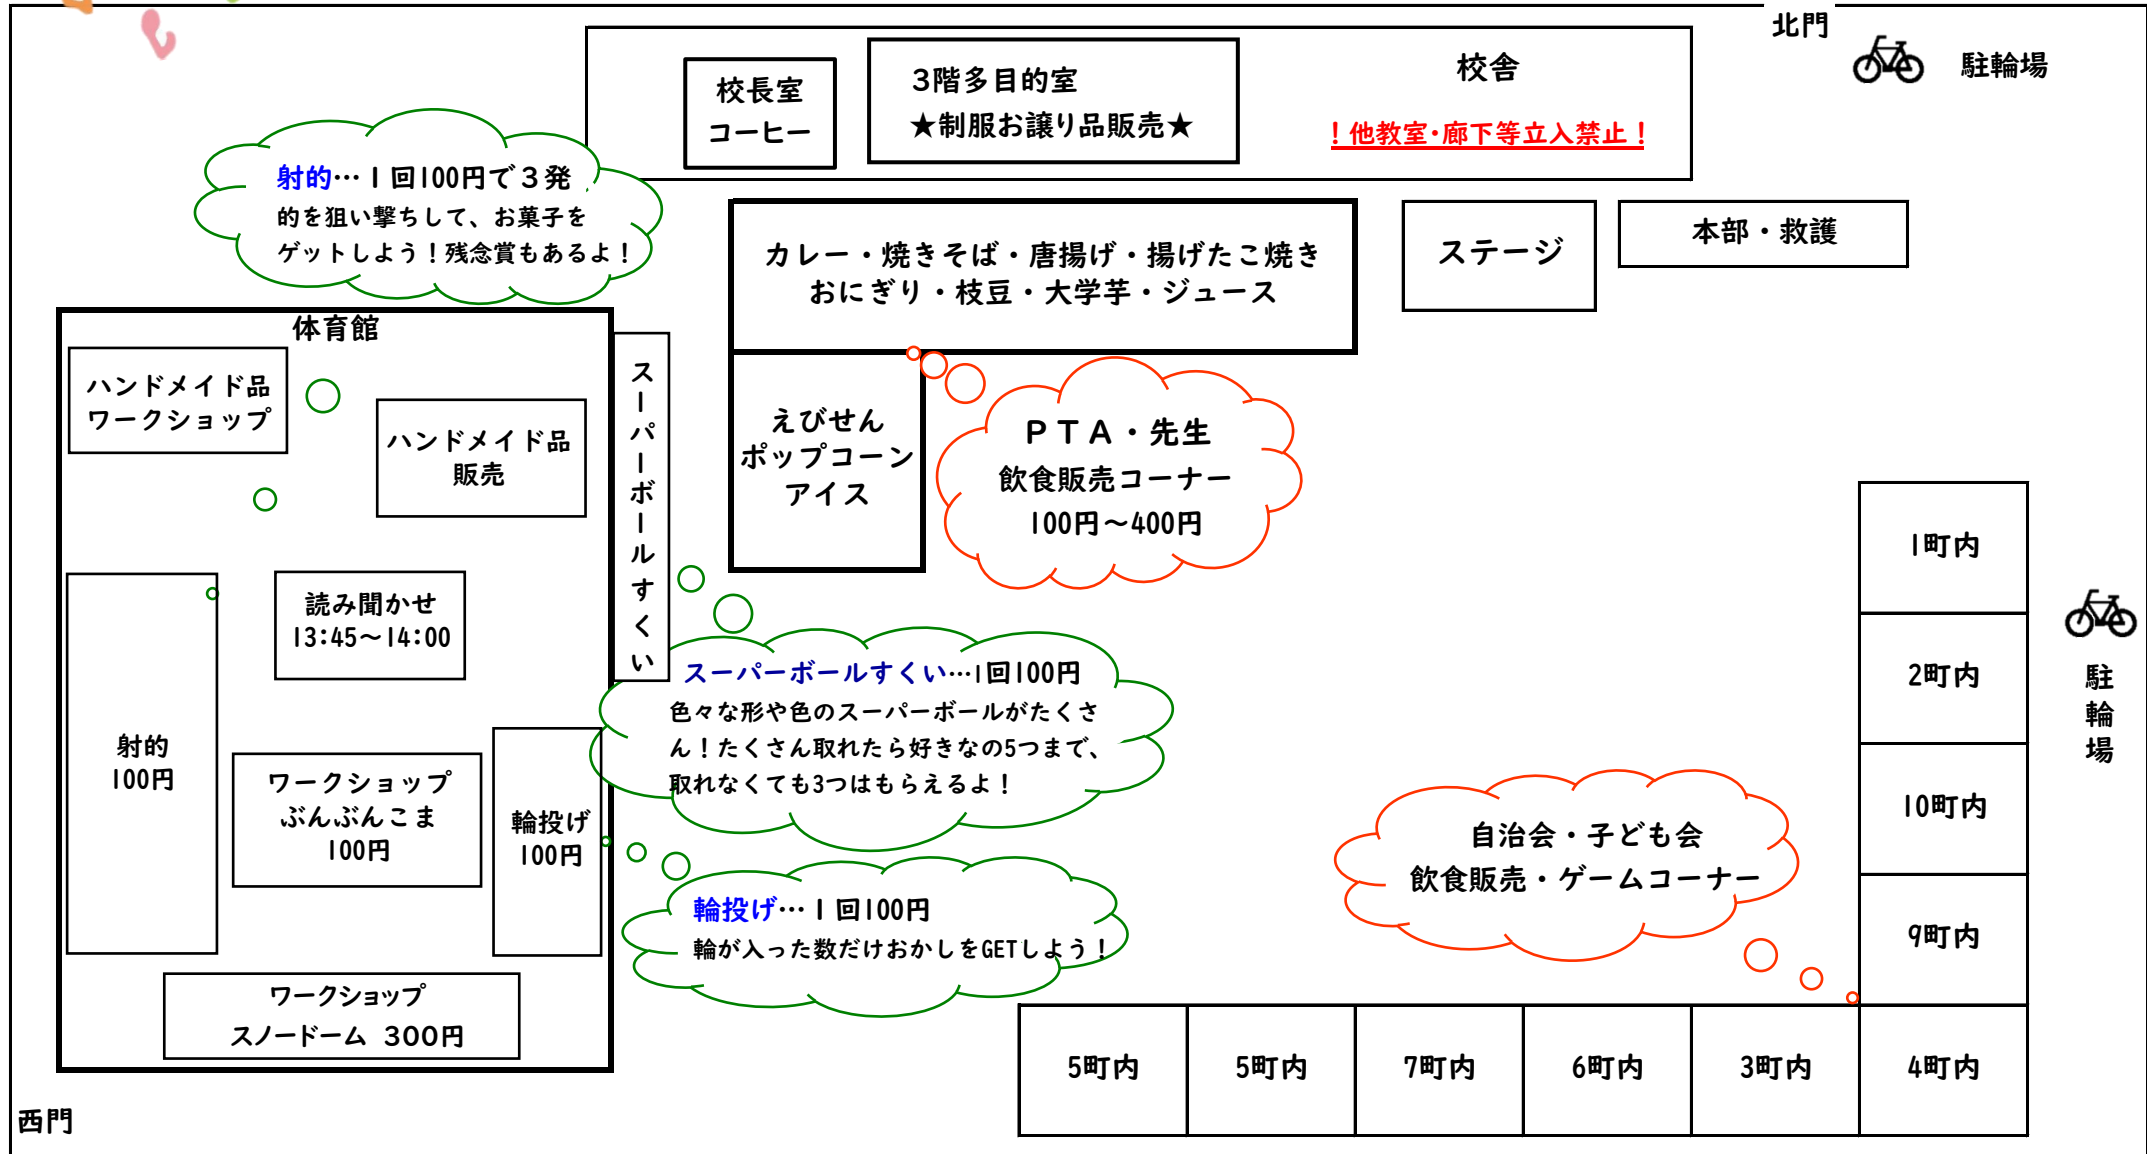 北門
駐輪場
校長室
コーヒー
3階多目的室
★制服お譲り品販売★
校舎
！他教室・廊下等立入禁止！
射的…１回100円で３発
的を狙い撃ちして、お菓子を
ゲットしよう！残念賞もあるよ！
カレー・焼きそば・唐揚げ・揚げたこ焼き
おにぎり・枝豆・大学芋・ジュース
ステージ
本部・救護
体育館
ハンドメイド品
ワークショップ
ハンドメイド品
販売
スーパーボールすくい
えびせん
ポップコーン
アイス
ＰＴＡ・先生
飲食販売コーナー
100円～400円
読み聞かせ
13:45～14:00
射的
100円
ワークショップ
ぶんぶんこま
100円
輪投げ
100円
ワークショップ
スノードーム 300円
スーパーボールすくい…1回100円
色々な形や色のスーパーボールがたくさ
ん！たくさん取れたら好きなの5つまで、
取れなくても3つはもらえるよ！
輪投げ…１回100円
輪が入った数だけおかしをGETしよう！
自治会・子ども会
飲食販売・ゲームコーナー
1町内
2町内
10町内
9町内
駐輪場
5町内
5町内
7町内
6町内
3町内
4町内
西門